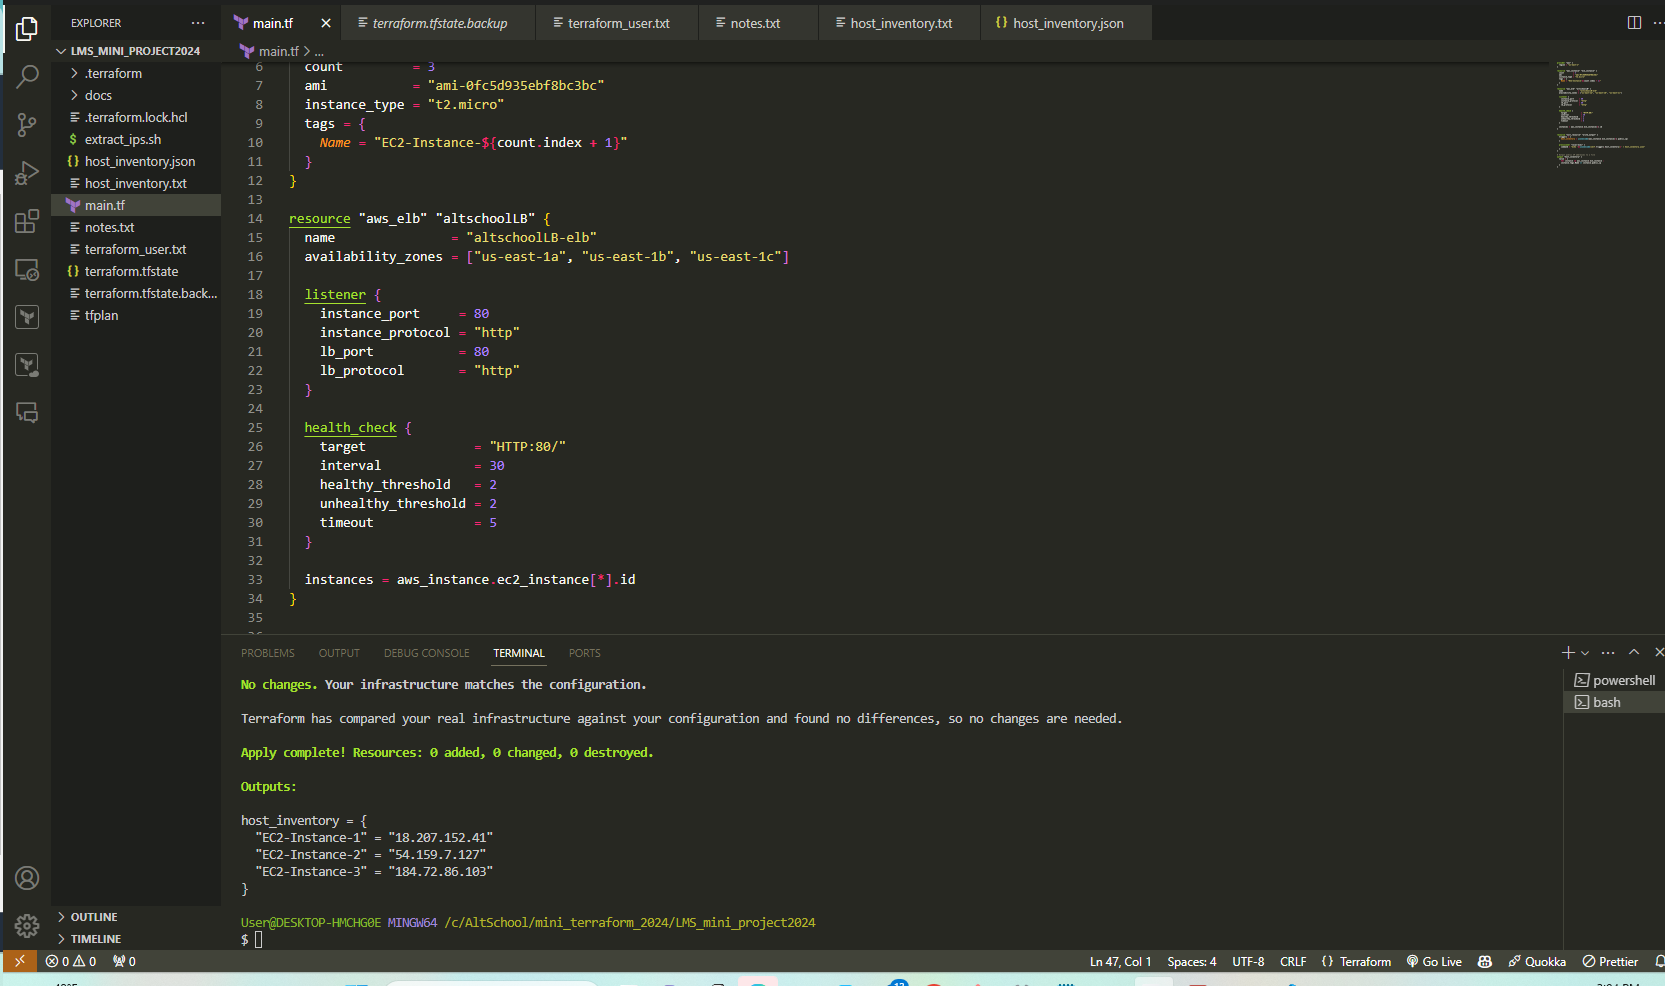 EXPLORER ...
main.tf
terraform.tfstate.backup
terraform_user.txt
notes.txt
host_inventory.txt
{} host_inventory.json
LMS_MINI_PROJECT2024
main.tf > ...
.terraform
docs
.terraform.lock.hcl
$ extract_ips.sh
{} host_inventory.json
host_inventory.txt
main.tf
notes.txt
terraform_user.txt
{} terraform.tfstate
terraform.tfstate.back...
tfplan
OUTLINE
TIMELINE
6 count = 3
7 ami = "ami-0fc5d935ebf8bc3bc"
8 instance_type = "t2.micro"
9 tags = {
10 Name = "EC2-Instance-${count.index + 1}"
11 }
12 }
13
14 resource "aws_elb" "altschoolLB" {
15 name = "altschoolLB-elb"
16 availability_zones = ["us-east-1a", "us-east-1b", "us-east-1c"]
17
18 listener {
19 instance_port = 80
20 instance_protocol = "http"
21 lb_port = 80
22 lb_protocol = "http"
23 }
24
25 health_check {
26 target = "HTTP:80/"
27 interval = 30
28 healthy_threshold = 2
29 unhealthy_threshold = 2
30 timeout = 5
31 }
32
33 instances = aws_instance.ec2_instance[*].id
34 }
35
PROBLEMS OUTPUT DEBUG CONSOLE TERMINAL PORTS
No changes. Your infrastructure matches the configuration.
Terraform has compared your real infrastructure against your configuration and found no differences, so no changes are needed.
Apply complete! Resources: 0 added, 0 changed, 0 destroyed.
Outputs:
host_inventory = {
"EC2-Instance-1" = "18.207.152.41"
"EC2-Instance-2" = "54.159.7.127"
"EC2-Instance-3" = "184.72.86.103"
}
User@DESKTOP-HMCHG0E MINGW64 /c/AltSchool/mini_terraform_2024/LMS_mini_project2024
$
powershell
bash
0 0 0
Ln 47, Col 1 Spaces: 4 UTF-8 CRLF {} Terraform Go Live Quokka Prettier